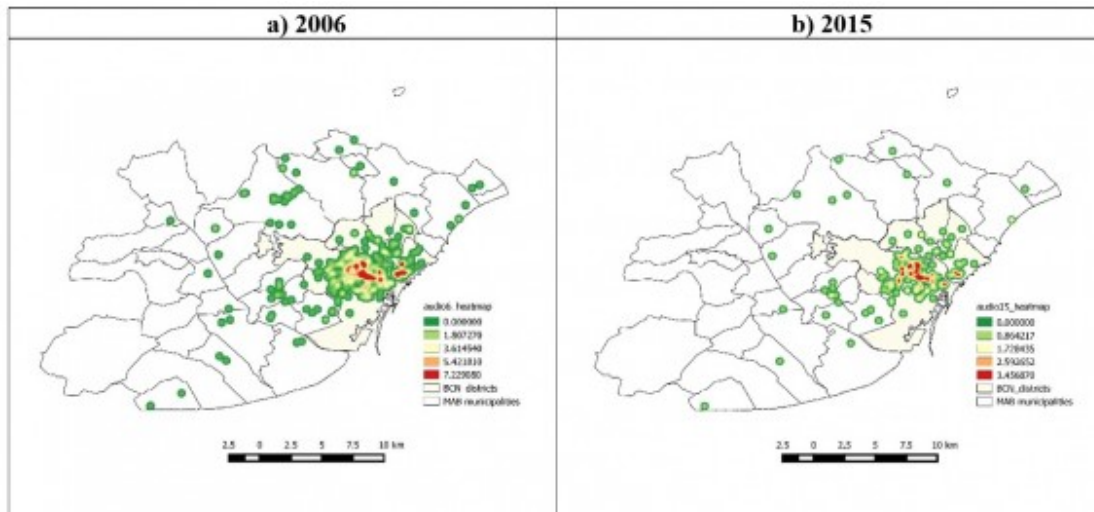 a) 2006
b) 2015
audio6_heatmap
0.000000
1.807270
3.614540
5.421810
7.229080
BCN_districts
MAB municipalities
2.5 0 2.5 5 7.5 10 km
audio15_heatmap
0.000000
0.864217
1.728435
2.592652
3.456870
BCN_districts
MAB municipalities
2.5 0 2.5 5 7.5 10 km